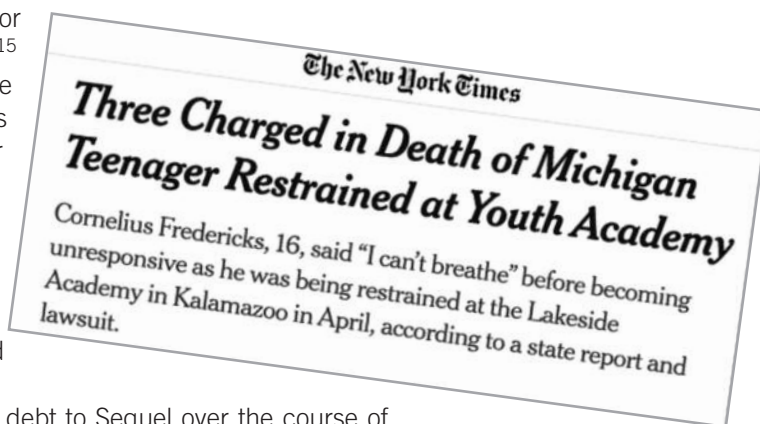 or
15
The New York Times
e
Three Charged in Death of Michigan
s
Teenager Restrained at Youth Academy
Cornelius Fredericks, 16, said “I can’t breathe” before becoming
unresponsive as he was being restrained at the Lakeside
Academy in Kalamazoo in April, according to a state report and
lawsuit.
d
debt to Sequel over the course of